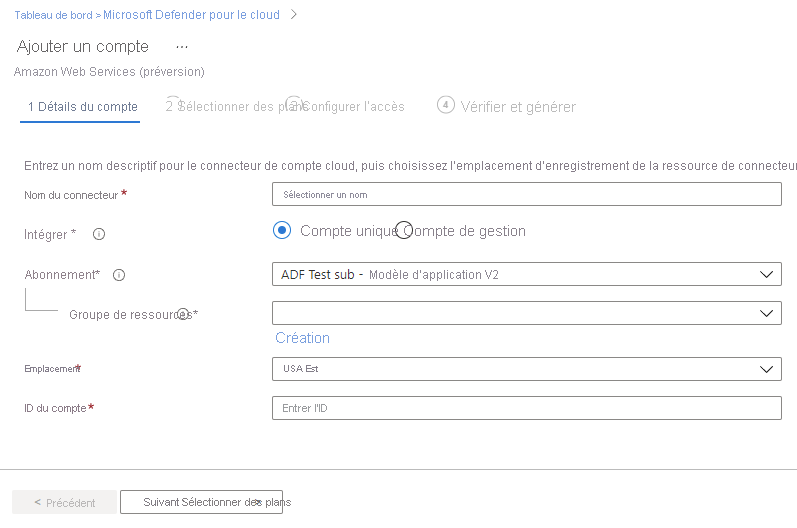 Tableau de bord > Microsoft Defender pour le cloud >
Ajouter un compte ...
Amazon Web Services (préversion)
1 Détails du compte 2 Sélectionner des plans 3 Configurer l'accès 4 Vérifier et générer
Entrez un nom descriptif pour le connecteur de compte cloud, puis choisissez l'emplacement d'enregistrement de la ressource de connecteur
Nom du connecteur * Sélectionner un nom
Intégrer * Compte unique Compte de gestion
Abonnement* ADF Test sub - Modèle d'application V2
Groupe de ressources*
Création
Emplacement* USA Est
ID du compte* Entrer l'ID
< Précédent Suivant Sélectionner des plans >